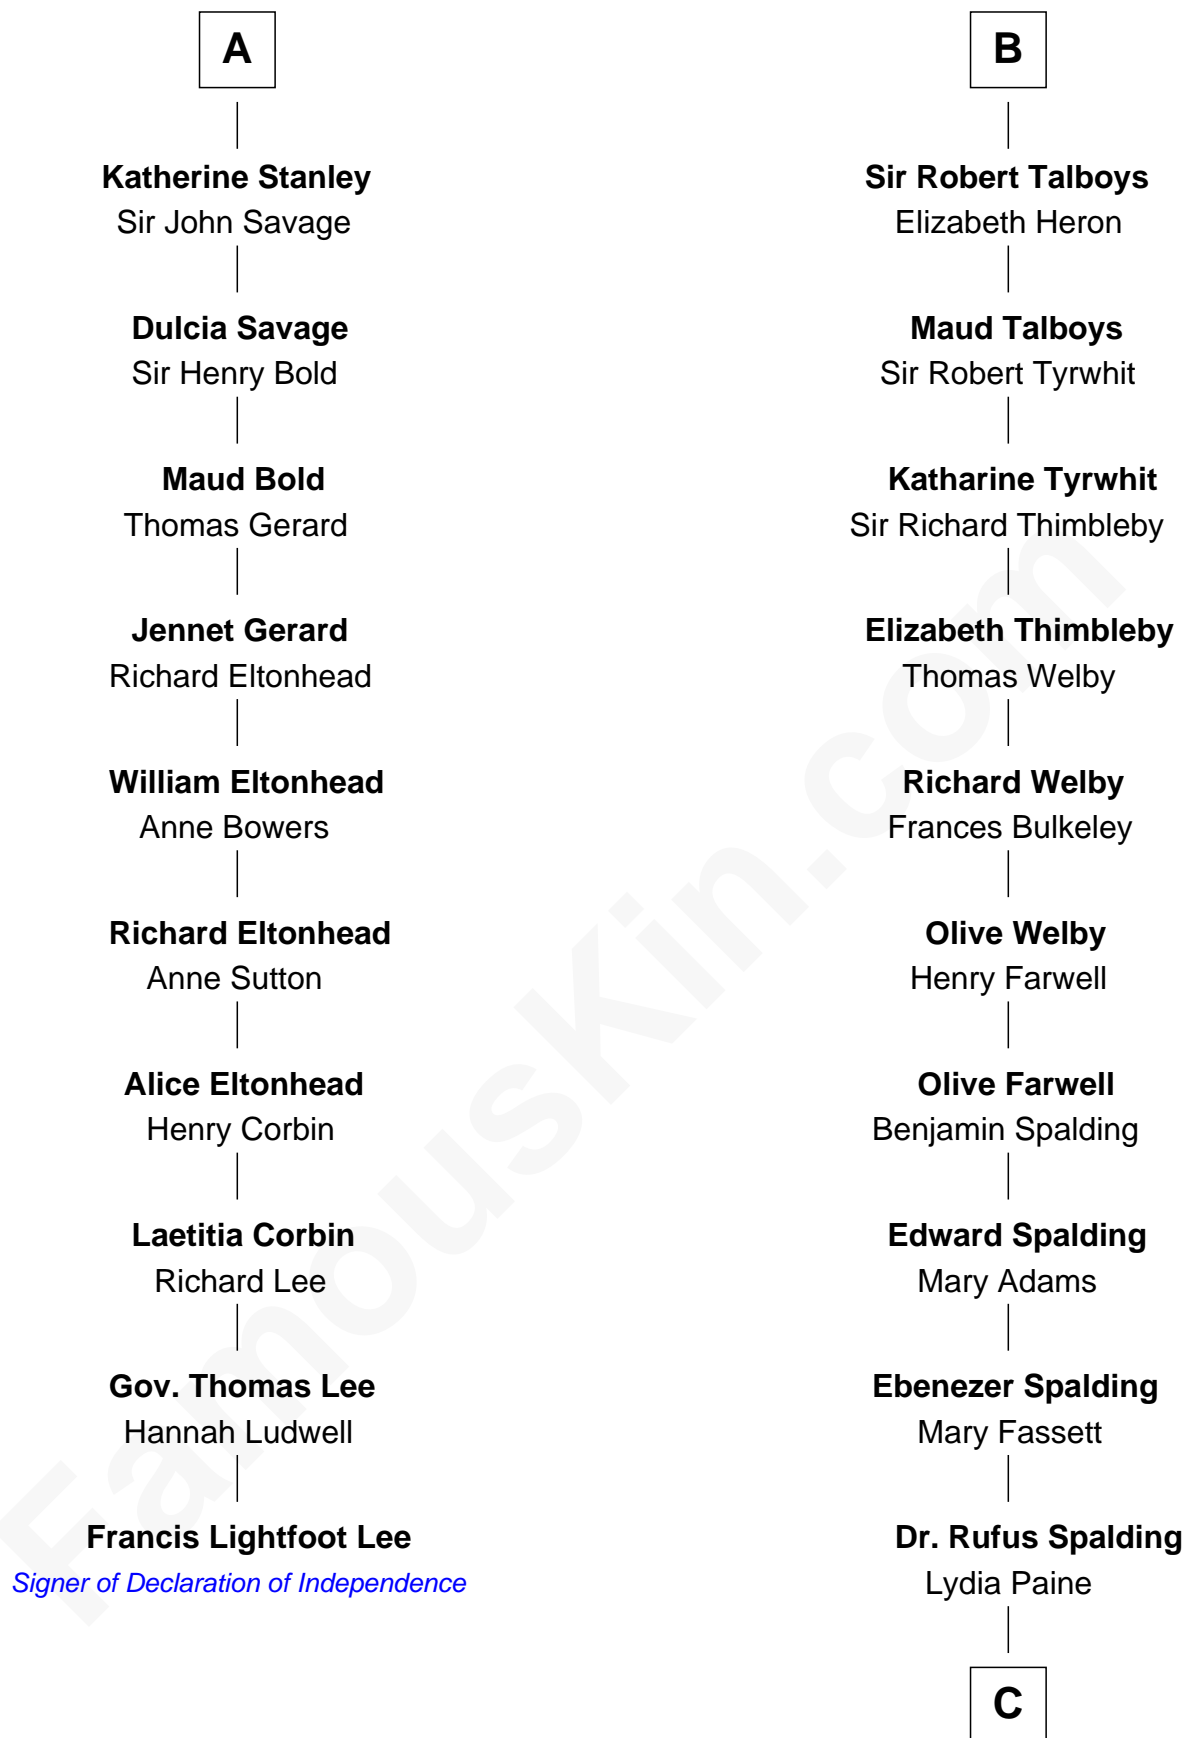 A
Katherine Stanley
Sir John Savage
Dulcia Savage
Sir Henry Bold
Maud Bold
Thomas Gerard
Jennet Gerard
Richard Eltonhead
William Eltonhead
Anne Bowers
Richard Eltonhead
Anne Sutton
Alice Eltonhead
Henry Corbin
Laetitia Corbin
Richard Lee
Gov. Thomas Lee
Hannah Ludwell
Francis Lightfoot Lee
Signer of Declaration of Independence
B
Sir Robert Talboys
Elizabeth Heron
Maud Talboys
Sir Robert Tyrwhit
Katharine Tyrwhit
Sir Richard Thimbleby
Elizabeth Thimbleby
Thomas Welby
Richard Welby
Frances Bulkeley
Olive Welby
Henry Farwell
Olive Farwell
Benjamin Spalding
Edward Spalding
Mary Adams
Ebenezer Spalding
Mary Fassett
Dr. Rufus Spalding
Lydia Paine
C
FamousKin.com